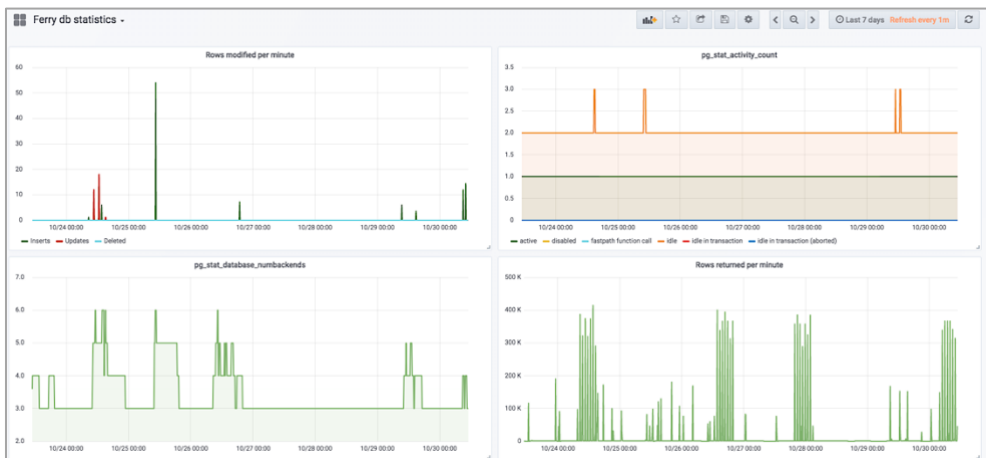 Ferry db statistics
Last 7 days Refresh every 1m
Rows modified per minute
60
50
40
30
20
10
0
10/24 00:00 10/25 00:00 10/26 00:00 10/27 00:00 10/28 00:00 10/29 00:00 10/30 00:00
Inserts Updates Deleted
pg_stat_activity_count
3.5
3.0
2.5
2.0
1.5
1.0
0.5
0
10/24 00:00 10/25 00:00 10/26 00:00 10/27 00:00 10/28 00:00 10/29 00:00 10/30 00:00
active disabled fastpath function call idle idle in transaction idle in transaction (aborted)
pg_stat_database_numbackends
7.0
6.0
5.0
4.0
3.0
2.0
10/24 00:00 10/25 00:00 10/26 00:00 10/27 00:00 10/28 00:00 10/29 00:00 10/30 00:00
Rows returned per minute
500 K
400 K
300 K
200 K
100 K
0
10/24 00:00 10/25 00:00 10/26 00:00 10/27 00:00 10/28 00:00 10/29 00:00 10/30 00:00